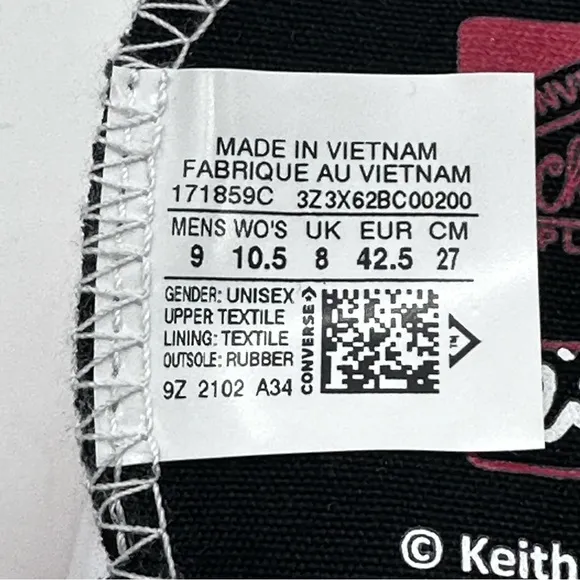 MADE IN VIETNAM
FABRIQUE AU VIETNAM
171859C 3Z3X62BC00200
MENS WO'S UK EUR CM
9 10.5 8 42.5 27
GENDER: UNISEX
UPPER TEXTILE
LINING: TEXTILE
OUTSOLE: RUBBER
9Z 2102 A34
CONVERSE
TM
© Keith